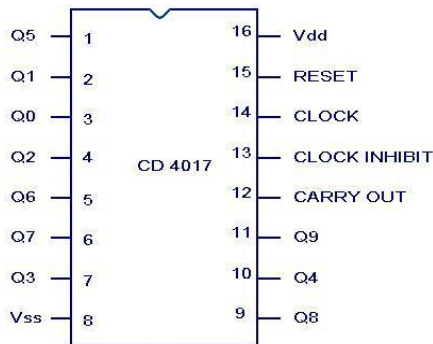 Q5 1 16 Vdd
Q1 2 15 RESET
Q0 3 14 CLOCK
Q2 4 13 CLOCK INHIBIT
CD 4017
Q6 5 12 CARRY OUT
Q7 6 11 Q9
Q3 7 10 Q4
Vss 8 9 Q8